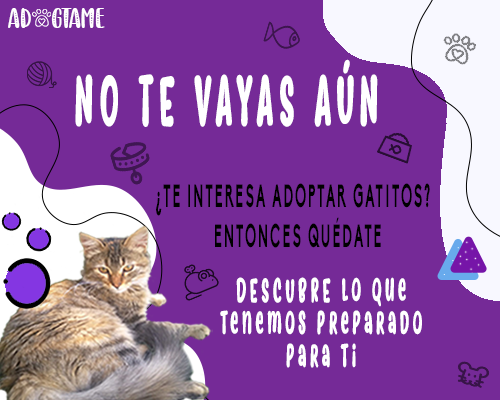 ADOGTAME
NO TE VAYAS AÚN
¿TE INTERESA ADOPTAR GATITOS?
ENTONCES QUÉDATE
DESCUBRE LO QUE
TENEMOS PREPARADO
PARA TI